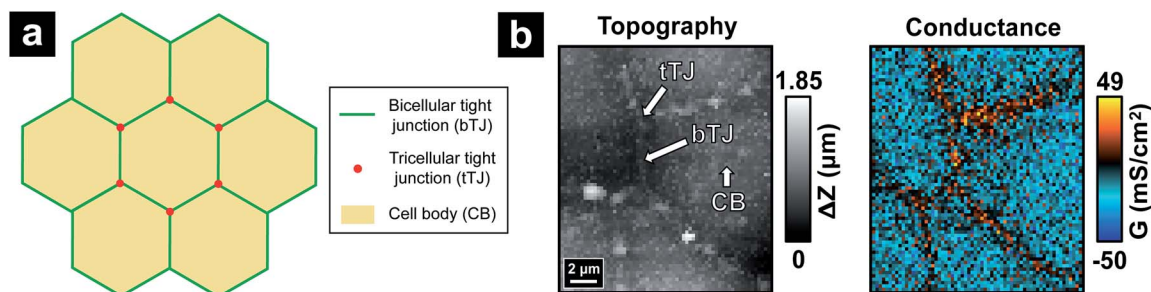 a
Bicellular tight
junction (bTJ)
Tricellular tight
junction (tTJ)
Cell body (CB)
b
Topography
tTJ
bTJ
CB
2 µm
1.85
ΔZ (µm)
0
Conductance
49
G (mS/cm²)
-50